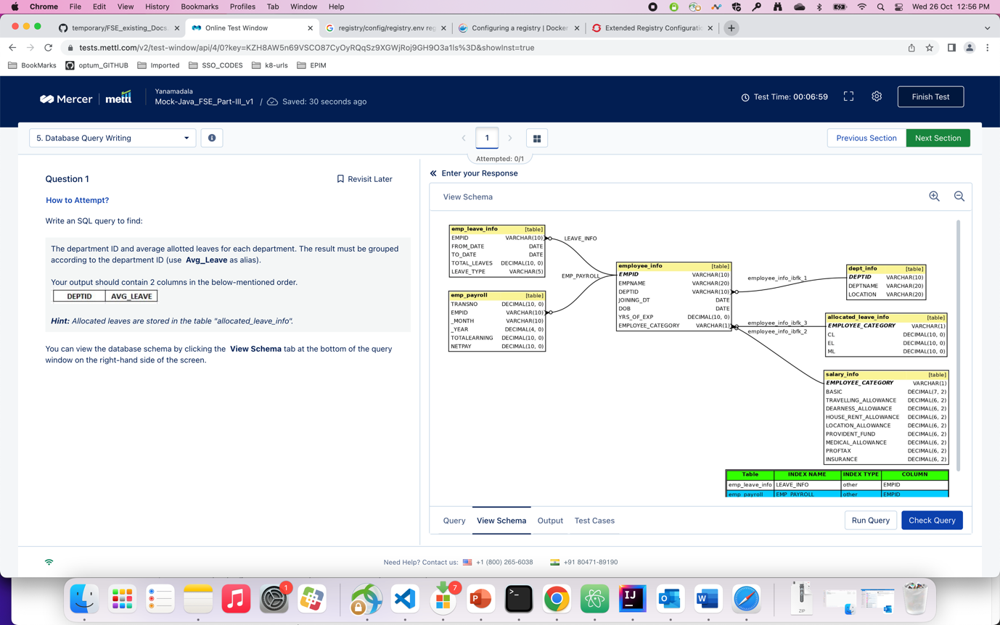 Chrome File Edit View History Bookmarks Profiles Tab Window Help Wed 26 Oct 12:56 PM
temporary/FSE_existing_Docs Online Test Window registry/config/registry.env reg Configuring a registry | Docker Extended Registry Configuratio
tests.mettl.com/v2/test-window/api/4/0?key=KZH8AW5n69VSCO87CyOyRQqSz9XGWjRoj9GH9O3a1ls%3D&showInst=true
BookMarks optum_GITHUB Imported SSO_CODES k8-urls EPIM
Mercer mettl
Yanamadala
Mock-Java_FSE_Part-III_v1 / Saved: 30 seconds ago
Test Time: 00:06:59
Finish Test
5. Database Query Writing
1
Previous Section Next Section
Attempted: 0/1
Question 1
Revisit Later
How to Attempt?
Write an SQL query to find:
The department ID and average allotted leaves for each department. The result must be grouped
according to the department ID (use Avg_Leave as alias).
Your output should contain 2 columns in the below-mentioned order.
DEPTID AVG_LEAVE
Hint: Allocated leaves are stored in the table "allocated_leave_info".
You can view the database schema by clicking the View Schema tab at the bottom of the query
window on the right-hand side of the screen.
Enter your Response
View Schema
emp_leave_info [table]
EMPID VARCHAR(10)
FROM_DATE DATE
TO_DATE DATE
TOTAL_LEAVES DECIMAL(10, 0)
LEAVE_TYPE VARCHAR(5)
LEAVE_INFO
emp_payroll [table]
TRANSNO DECIMAL(10, 0)
EMPID VARCHAR(10)
_MONTH VARCHAR(10)
_YEAR DECIMAL(4, 0)
TOTALEARNING DECIMAL(10, 0)
NETPAY DECIMAL(10, 0)
EMP_PAYROLL
employee_info [table]
EMPID VARCHAR(10)
EMPNAME VARCHAR(20)
DEPTID VARCHAR(10)
JOINING_DT DATE
DOB DATE
YRS_OF_EXP DECIMAL(10, 0)
EMPLOYEE_CATEGORY VARCHAR(1)
employee_info_ibfk_1
employee_info_ibfk_3
employee_info_ibfk_2
dept_info [table]
DEPTID VARCHAR(10)
DEPTNAME VARCHAR(20)
LOCATION VARCHAR(20)
allocated_leave_info [table]
EMPLOYEE_CATEGORY VARCHAR(1)
CL DECIMAL(10, 0)
EL DECIMAL(10, 0)
ML DECIMAL(10, 0)
salary_info [table]
EMPLOYEE_CATEGORY VARCHAR(1)
BASIC DECIMAL(7, 2)
TRAVELLING_ALLOWANCE DECIMAL(6, 2)
DEARNESS_ALLOWANCE DECIMAL(6, 2)
HOUSE_RENT_ALLOWANCE DECIMAL(6, 2)
LOCATION_ALLOWANCE DECIMAL(6, 2)
PROVIDENT_FUND DECIMAL(6, 2)
MEDICAL_ALLOWANCE DECIMAL(6, 2)
PROFTAX DECIMAL(6, 2)
INSURANCE DECIMAL(6, 2)
Table INDEX NAME INDEX TYPE COLUMN
emp_leave_info LEAVE_INFO other EMPID
emp_payroll EMP_PAYROLL other EMPID
Query View Schema Output Test Cases
Run Query Check Query
Need Help? Contact us: +1 (800) 265-6038 +91 80471-89190
1
7
ZIP